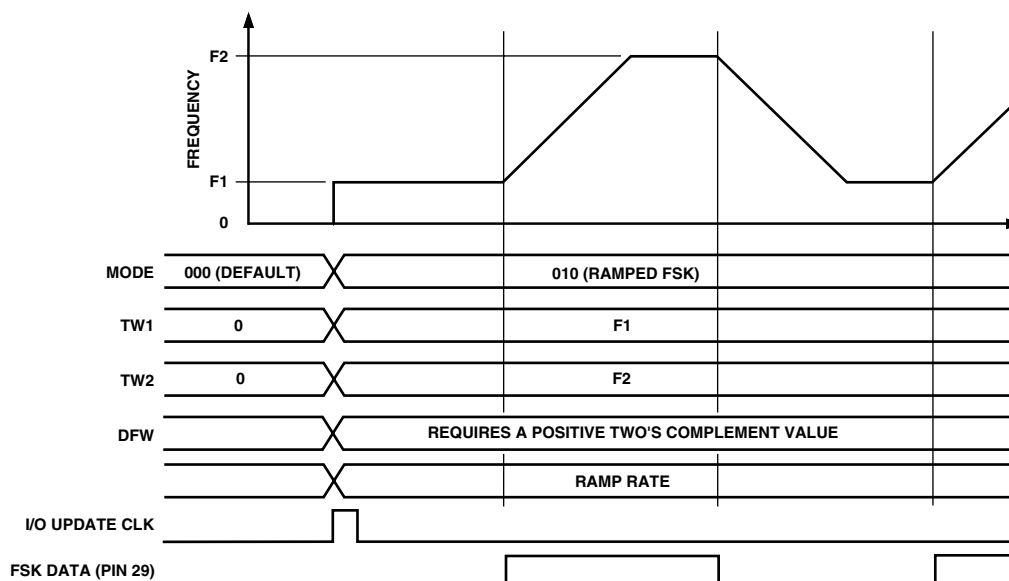 F2
FREQUENCY
F1
0
MODE 000 (DEFAULT) 010 (RAMPED FSK)
TW1 0 F1
TW2 0 F2
DFW REQUIRES A POSITIVE TWO'S COMPLEMENT VALUE
RAMP RATE
I/O UPDATE CLK
FSK DATA (PIN 29)